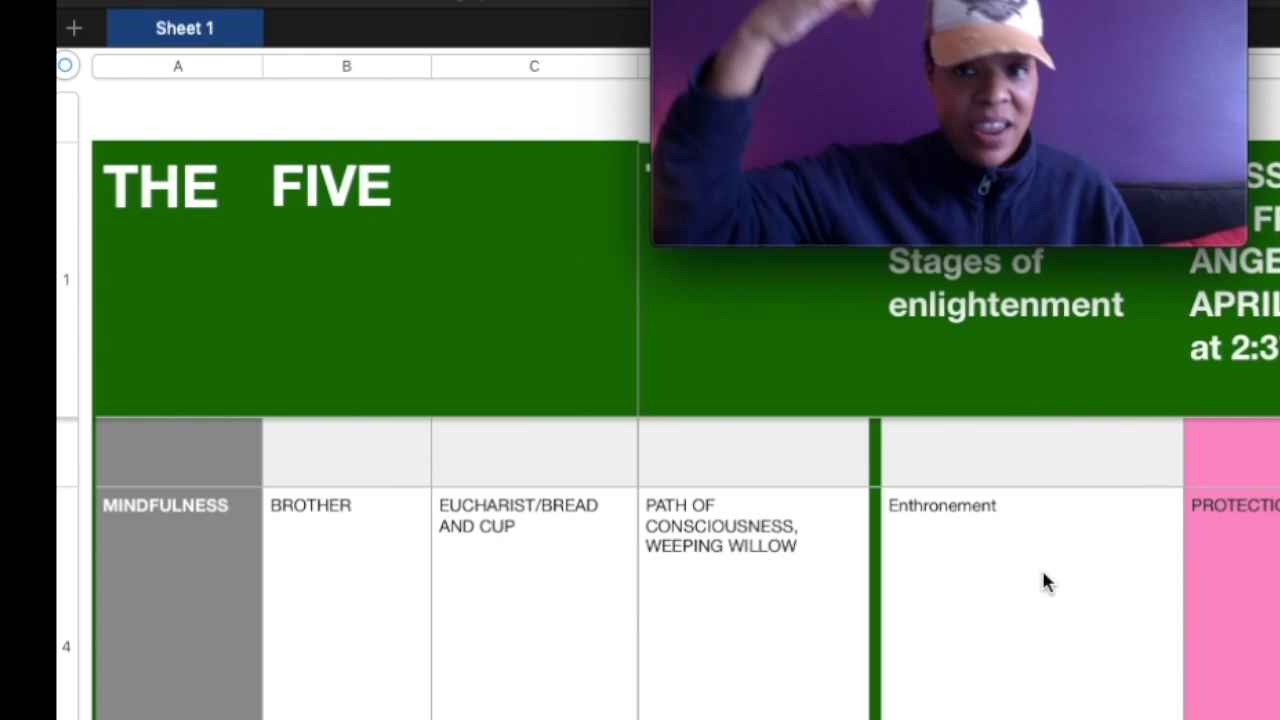 Sheet 1
A B C
THE FIVE
Stages of
enlightenment
ANGE
APRIL
at 2:3
1
MINDFULNESS
BROTHER
EUCHARIST/BREAD
AND CUP
PATH OF
CONSCIOUSNESS,
WEEPING WILLOW
Enthronement
PROTECTIO
4